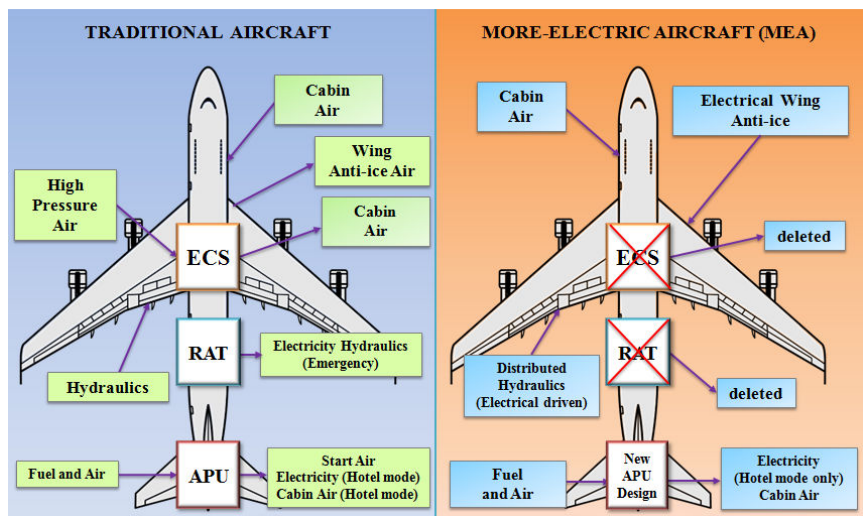 TRADITIONAL AIRCRAFT
Cabin
Air
Wing
Anti-ice Air
High
Pressure
Air
ECS
Cabin
Air
RAT
Electricity Hydraulics
(Emergency)
Hydraulics
Fuel and Air
APU
Start Air
Electricity (Hotel mode)
Cabin Air (Hotel mode)
MORE-ELECTRIC AIRCRAFT (MEA)
Cabin
Air
Electrical Wing
Anti-ice
ECS
deleted
RAT
Distributed
Hydraulics
(Electrical driven)
deleted
Fuel
and Air
New
APU
Design
Electricity
(Hotel mode only)
Cabin Air